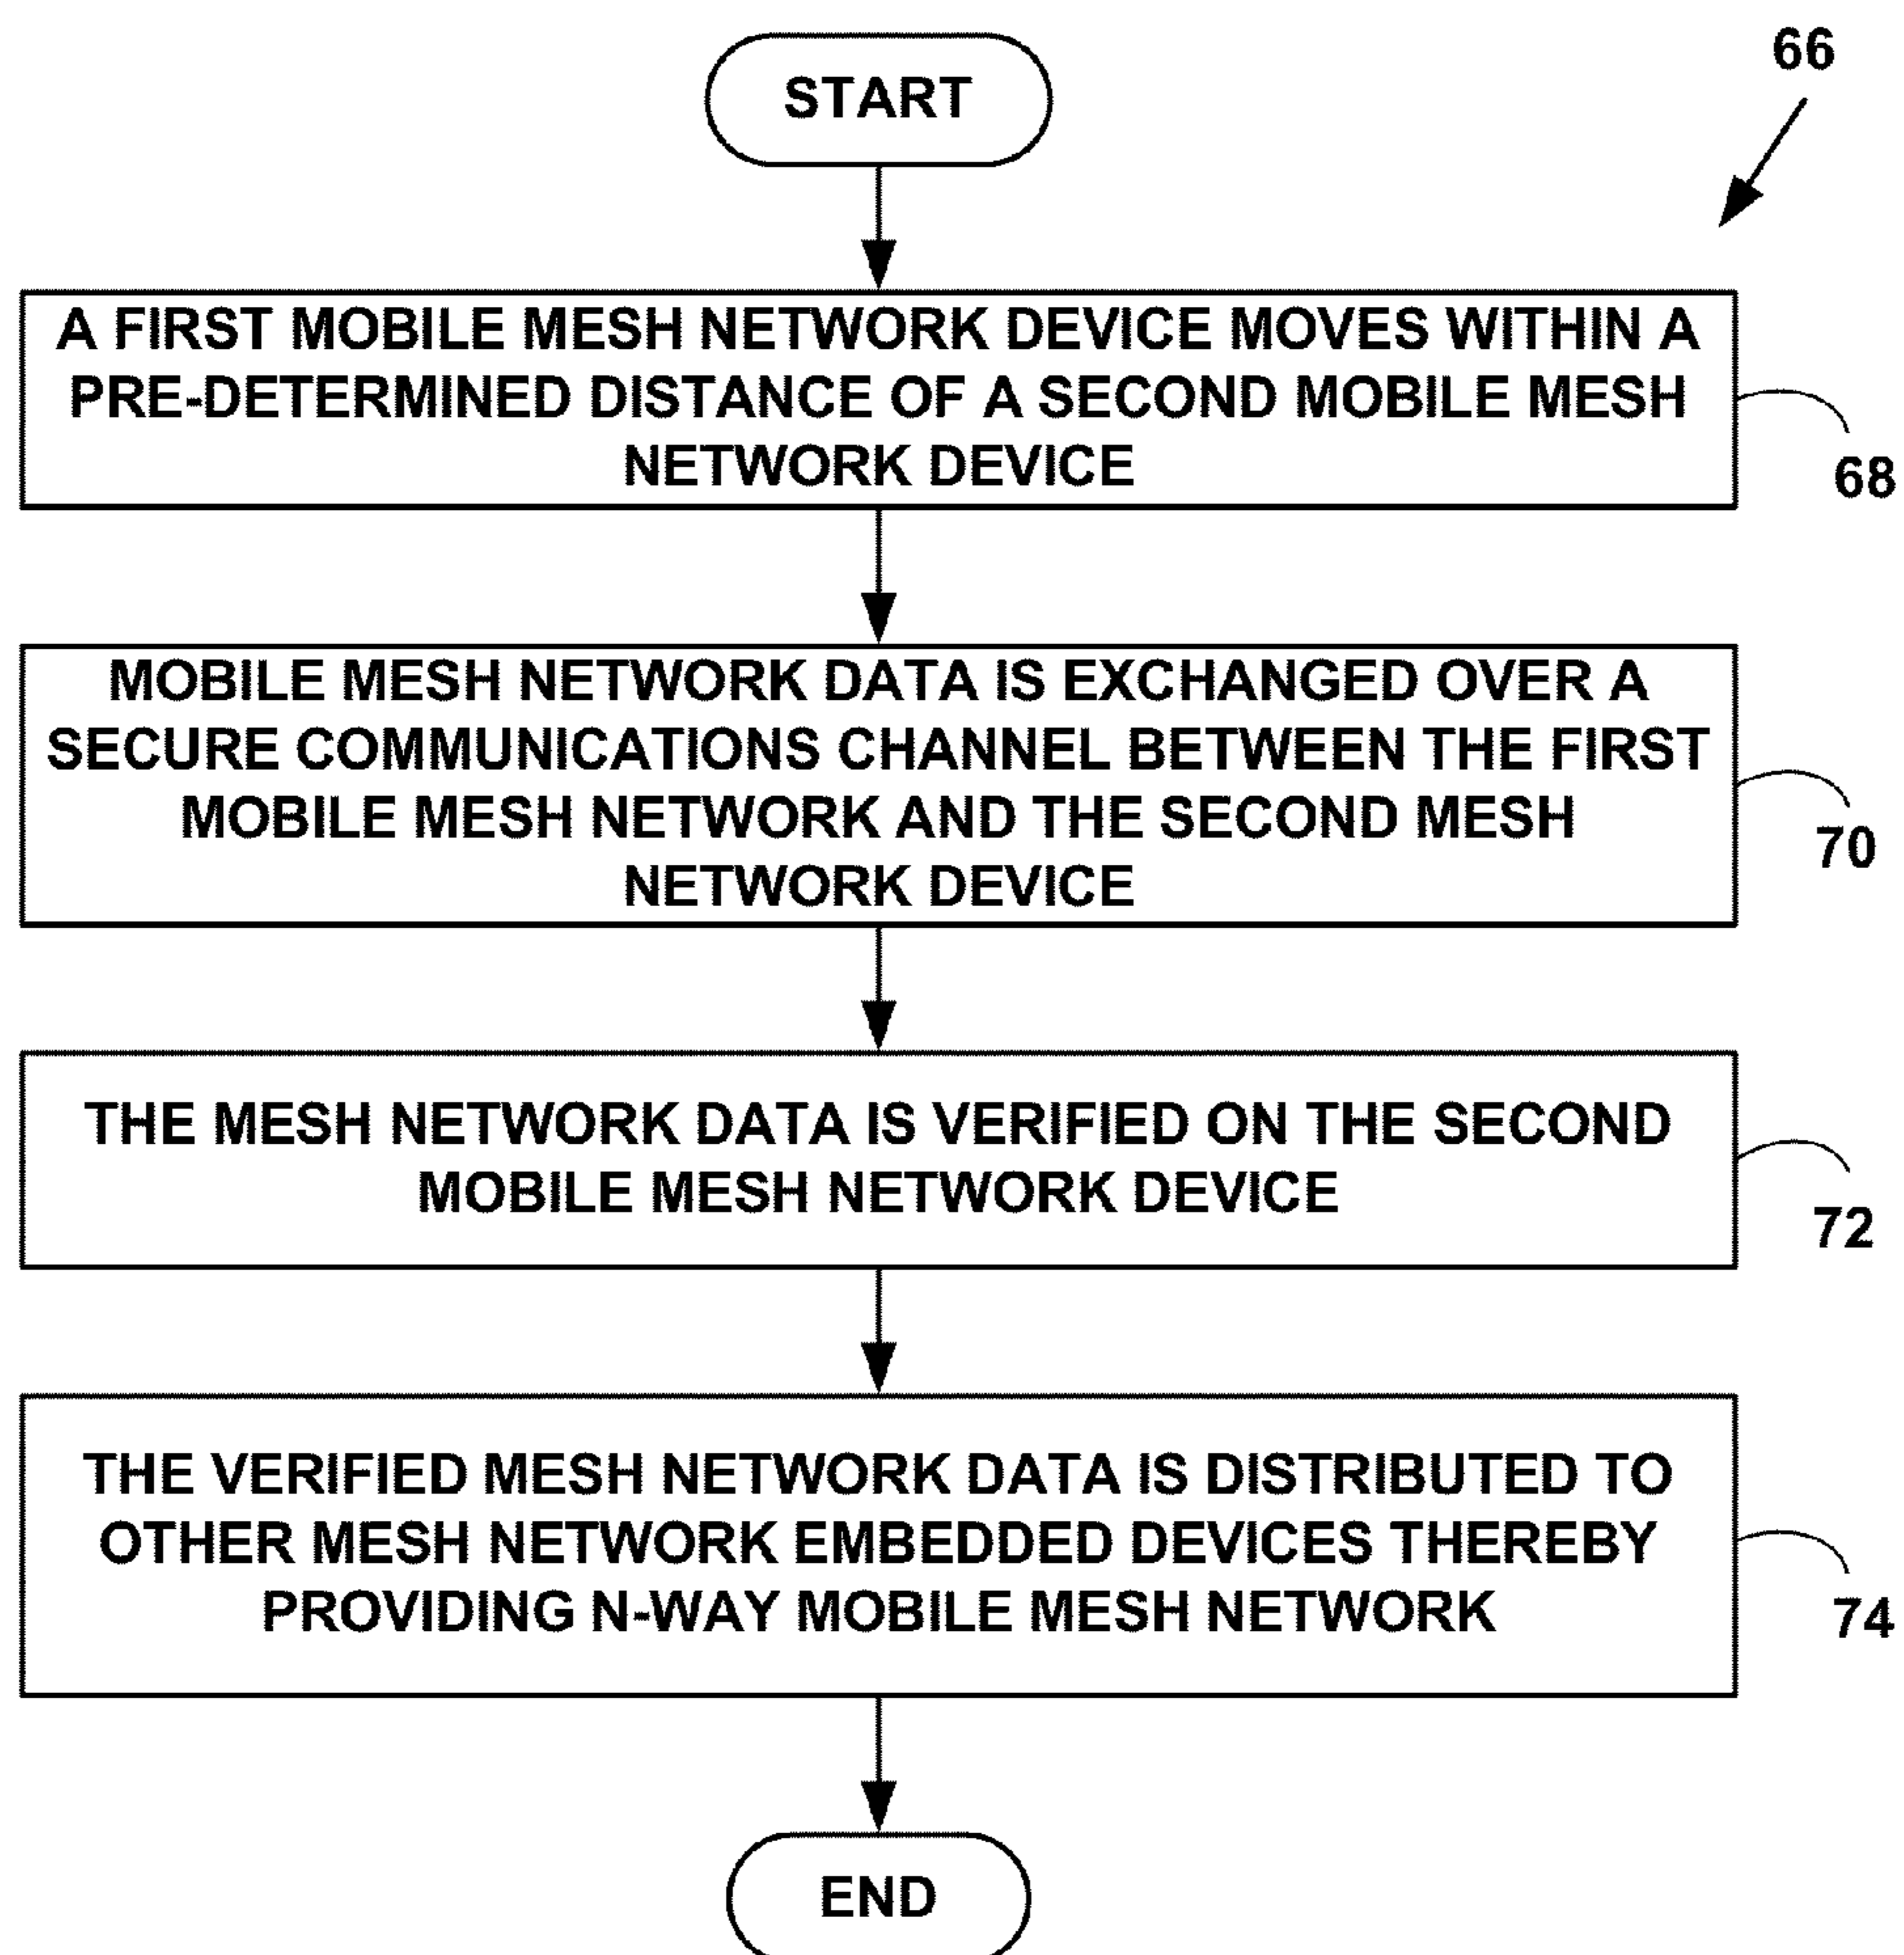 START
66
A FIRST MOBILE MESH NETWORK DEVICE MOVES WITHIN A
PRE-DETERMINED DISTANCE OF A SECOND MOBILE MESH
NETWORK DEVICE
68
MOBILE MESH NETWORK DATA IS EXCHANGED OVER A
SECURE COMMUNICATIONS CHANNEL BETWEEN THE FIRST
MOBILE MESH NETWORK AND THE SECOND MESH
NETWORK DEVICE
70
THE MESH NETWORK DATA IS VERIFIED ON THE SECOND
MOBILE MESH NETWORK DEVICE
72
THE VERIFIED MESH NETWORK DATA IS DISTRIBUTED TO
OTHER MESH NETWORK EMBEDDED DEVICES THEREBY
PROVIDING N-WAY MOBILE MESH NETWORK
74
END